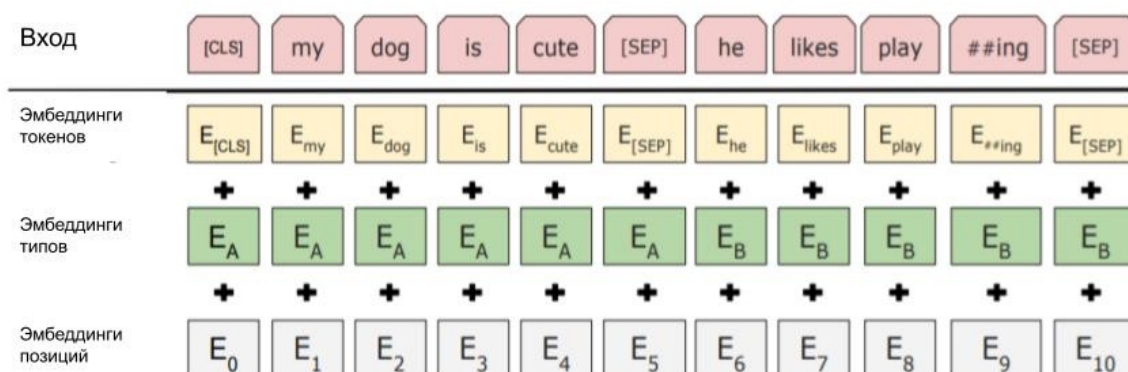 Вход [CLS] my dog is cute [SEP] he likes play ##ing [SEP]
Эмбеддинги
токенов
E[CLS] Emy Edog Eis Ecute E[SEP] Ehe Elikes Eplay E##ing E[SEP]
+ + + + + + + + + + +
Эмбеддинги
типов
EA EA EA EA EA EA EB EB EB EB EB
+ + + + + + + + + + +
Эмбеддинги
позиций
E0 E1 E2 E3 E4 E5 E6 E7 E8 E9 E10